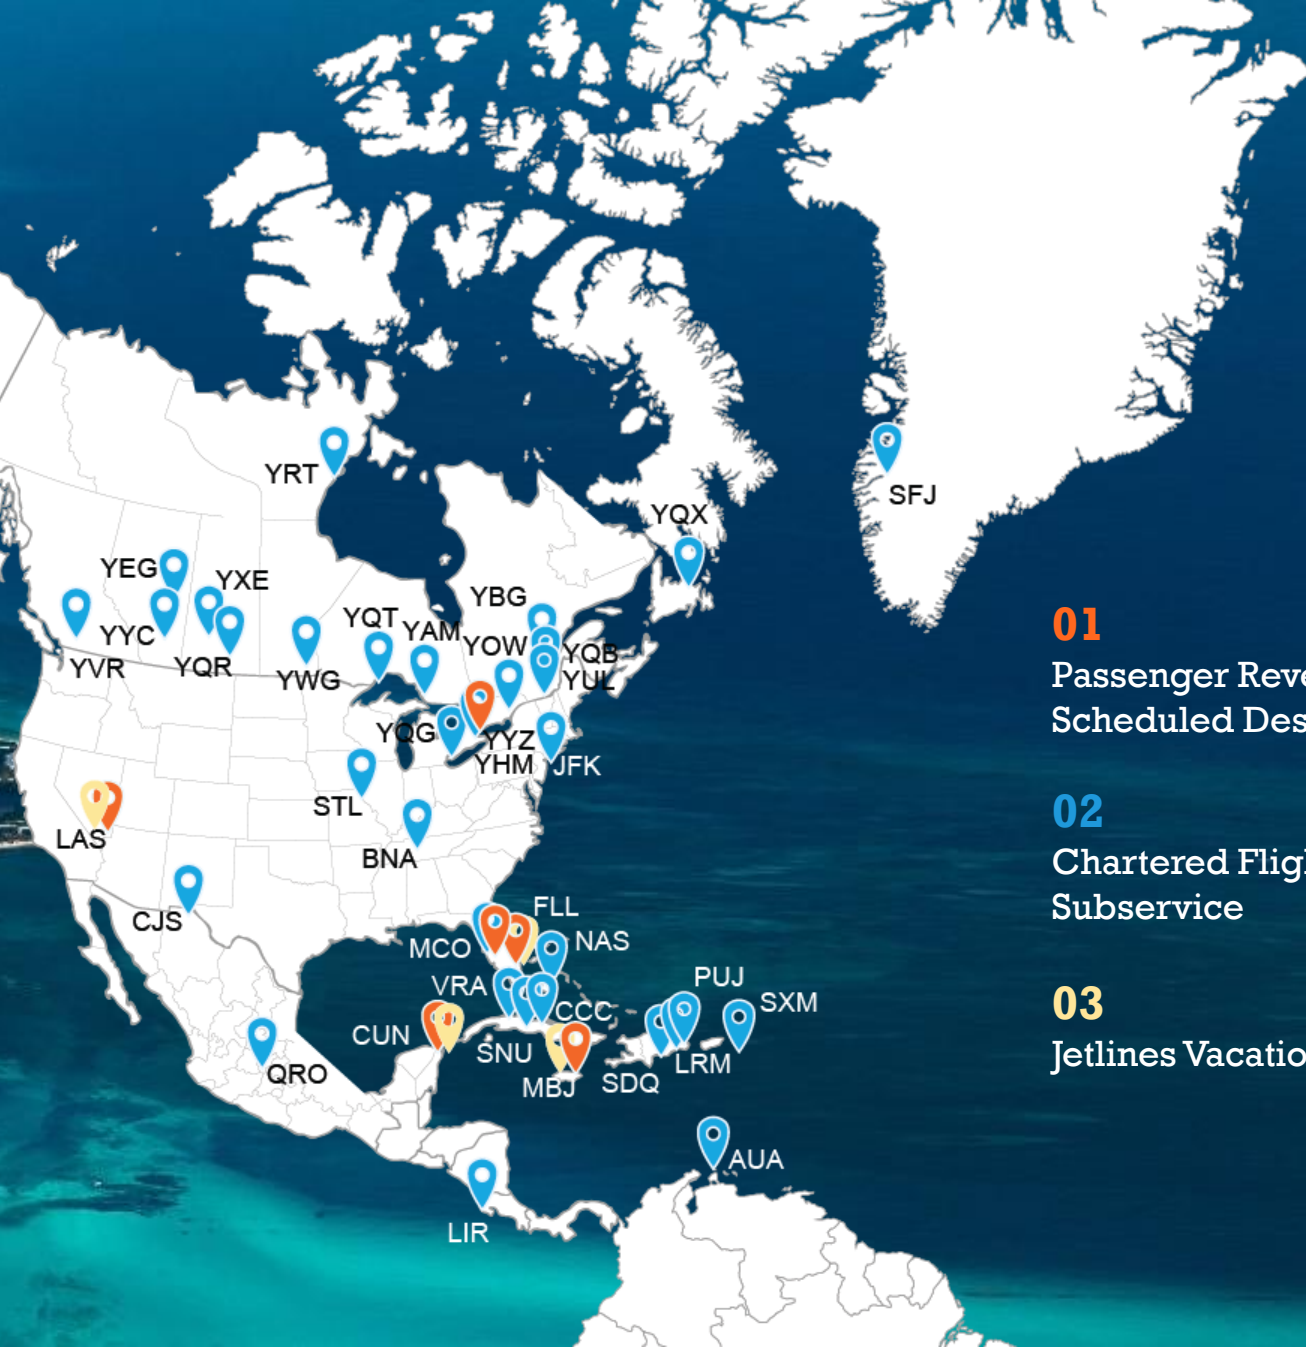 YRT
SFJ
YQX
YEG
YXE
YBG
YQT
YAM
YOW
YQB
YYC
YVR
YQR
YWG
YUL
YQG
YYZ
YHM
JFK
STL
LAS
BNA
CJS
FLL
MCO
NAS
VRA
PUJ
CCC
SXM
CUN
SNU
LRM
QRO
MBJ
SDQ
AUA
LIR
01
Passenger Reve
Scheduled Des
02
Chartered Flig
Subservice
03
Jetlines Vacatio